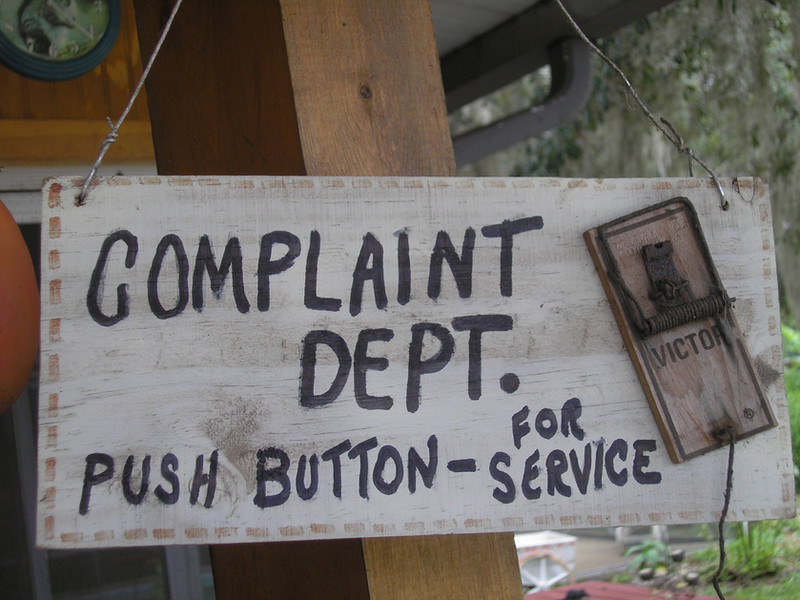 COMPLAINT
DEPT.
FOR
PUSH BUTTON - SERVICE
VICTOR
®